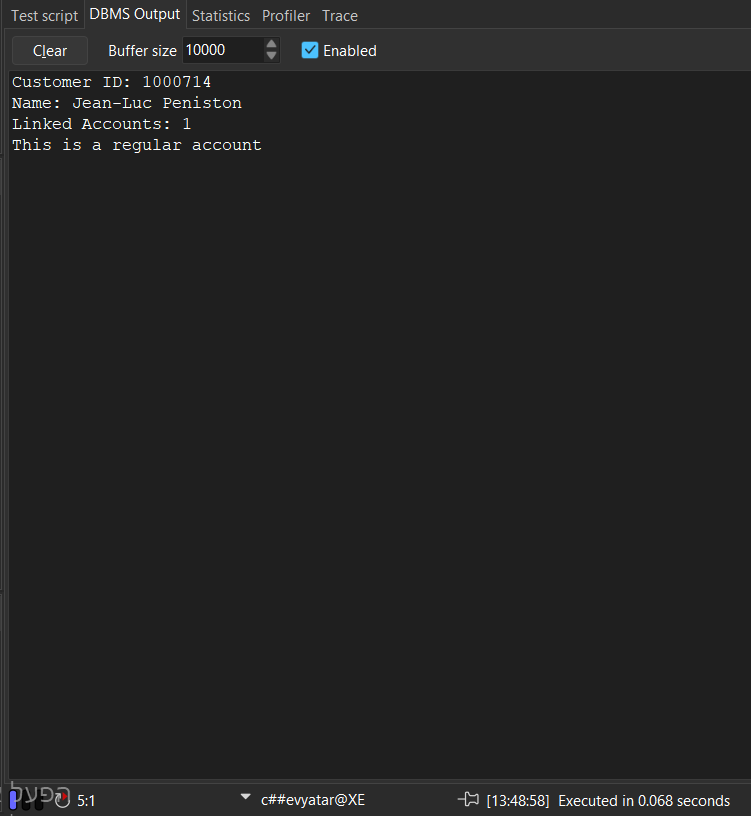 Test script DBMS Output Statistics Profiler Trace
Clear Buffer size 10000 Enabled
Customer ID: 1000714
Name: Jean-Luc Peniston
Linked Accounts: 1
This is a regular account
הפעל
5:1 c##evyatar@XE [13:48:58] Executed in 0.068 seconds